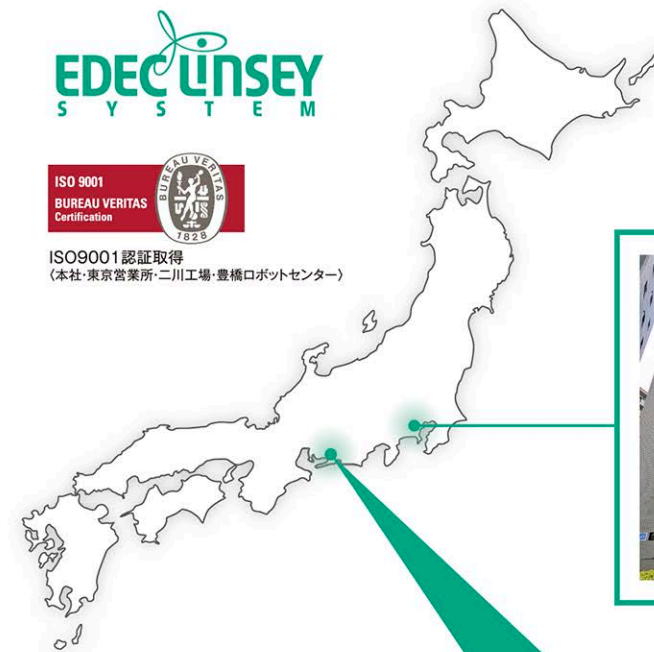 EDEC LINSEY
SYSTEM
ISO 9001
BUREAU VERITAS
Certification
BUREAU VERITAS
1828
ISO9001認証取得
〈本社・東京営業所・二川工場・豊橋ロボットセンター〉